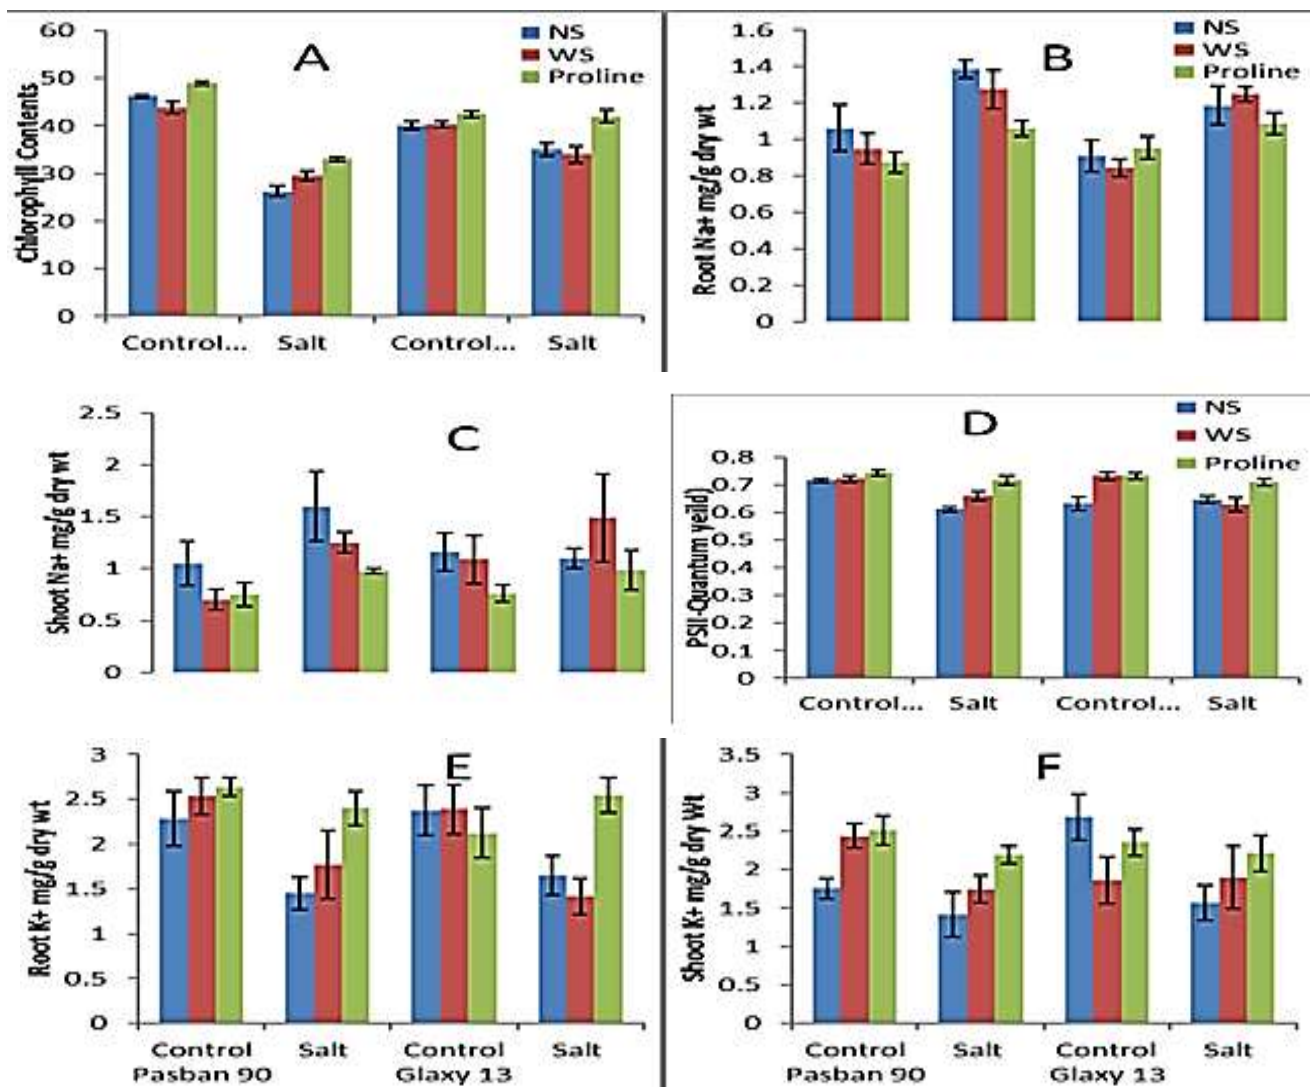 60
50
40
30
20
10
0
Chlorophyll Contents
A
NS
WS
Proline
Control... Salt Control... Salt
1.6
1.4
1.2
1
0.8
0.6
0.4
0.2
0
Root Na+ mg/g dry wt
B
NS
WS
Proline
2.5
2
1.5
1
0.5
0
Shoot Na+ mg/g dry wt
C
0.8
0.7
0.6
0.5
0.4
0.3
0.2
0.1
0
PSII-Quantum yeild)
D
NS
WS
Proline
Control... Salt Control... Salt
3
2.5
2
1.5
1
0.5
0
Root K+ mg/g dry wt
E
Control Salt Control Salt
Pasban 90 Glaxy 13
3.5
3
2.5
2
1.5
1
0.5
0
Shoot K+ mg/g dry Wt
F
Control Salt Control Salt
Pasban 90 Glaxy 13